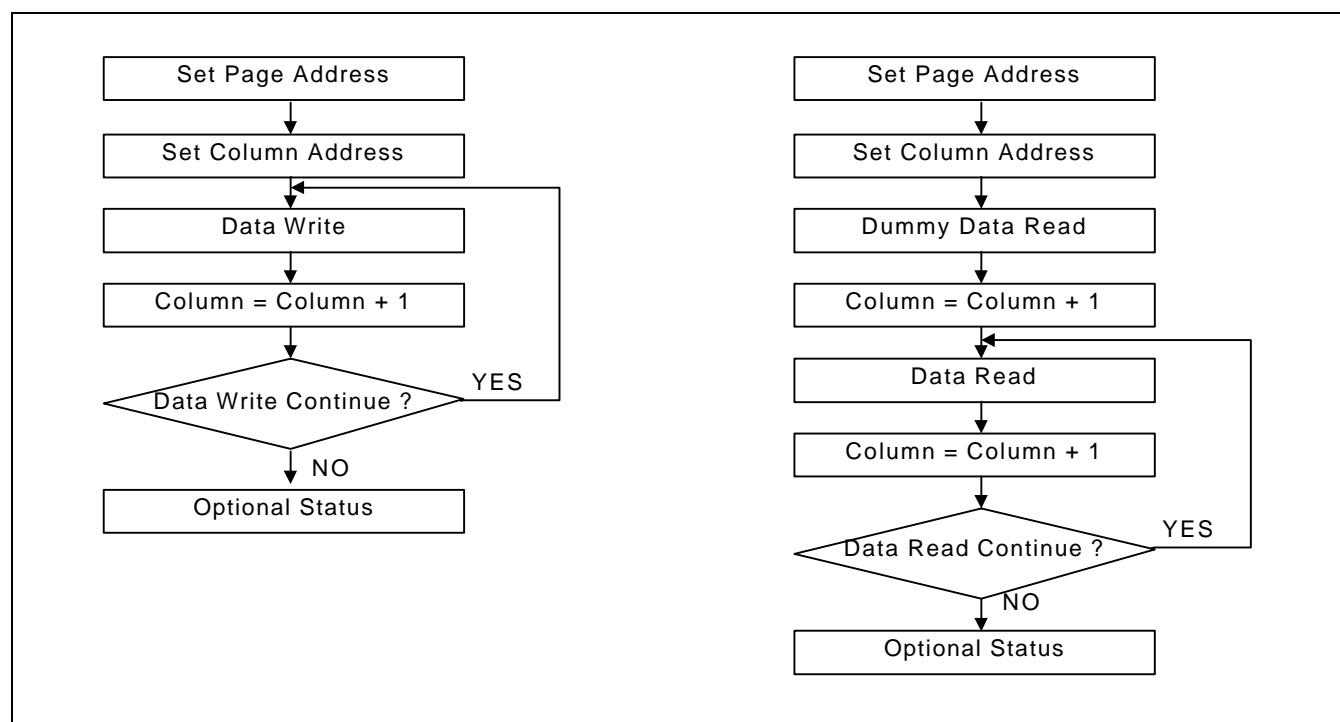 Set Page Address
Set Column Address
Data Write
Column = Column + 1
Data Write Continue ?
YES
NO
Optional Status
Set Page Address
Set Column Address
Dummy Data Read
Column = Column + 1
Data Read
Column = Column + 1
Data Read Continue ?
YES
NO
Optional Status